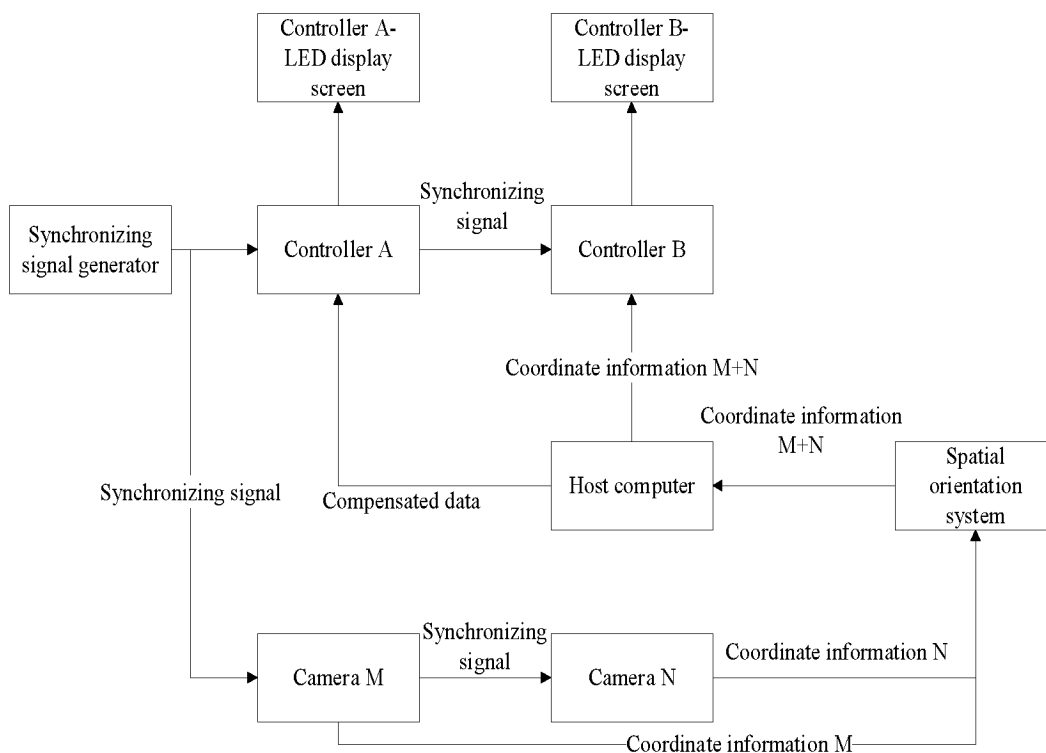 Controller A-
LED display
screen
Controller B-
LED display
screen
Synchronizing
signal
Synchronizing
signal generator
Controller A
Controller B
Coordinate information M+N
Coordinate information
M+N
Synchronizing signal
Compensated data
Host computer
Spatial
orientation
system
Synchronizing
signal
Camera M
Camera N
Coordinate information N
Coordinate information M